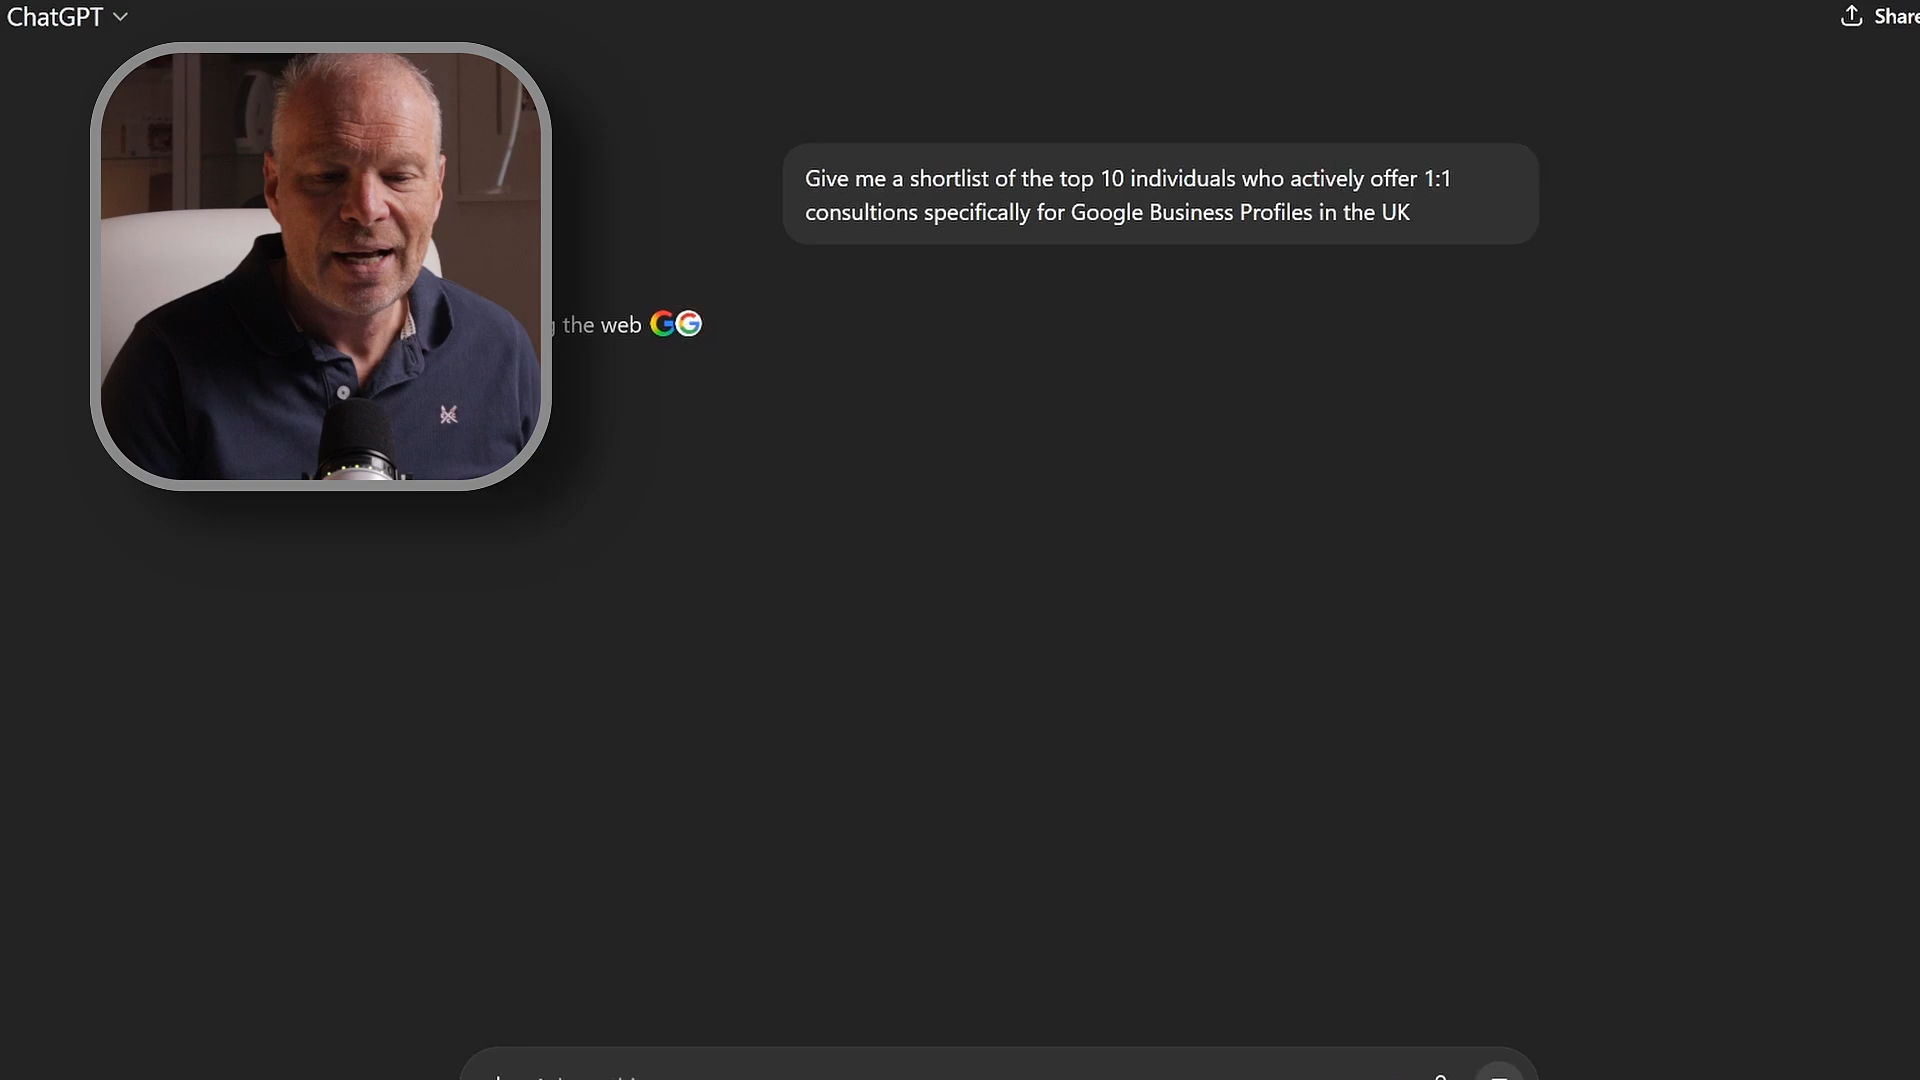 ChatGPT
Share
Give me a shortlist of the top 10 individuals who actively offer 1:1
consultions specifically for Google Business Profiles in the UK
the web